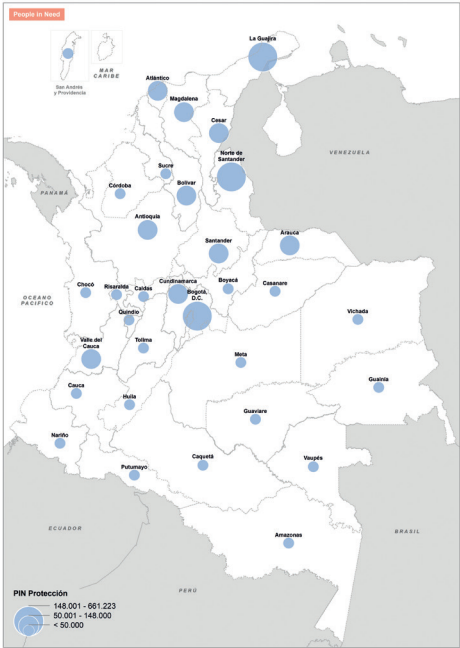 People in Need
San Andrés
y Providencia
MAR
CARIBE
La Guajira
Atlántico
Magdalena
Cesar
Norte de
Santander
VENEZUELA
Sucre
Córdoba
Bolívar
PANAMÁ
Antioquia
Santander
Arauca
OCEANO
PACIFICO
Chocó
Risaralda
Caldas
Cundinamarca
Boyacá
Casanare
Bogotá,
D.C.
Quindío
Vichada
Valle del
Cauca
Tolima
Meta
Guainía
Cauca
Huila
Guaviare
Nariño
Caquetá
Vaupés
Putumayo
ECUADOR
BRASIL
Amazonas
PERÚ
PIN Protección
148.001 - 661.223
50.001 - 148.000
< 50.000